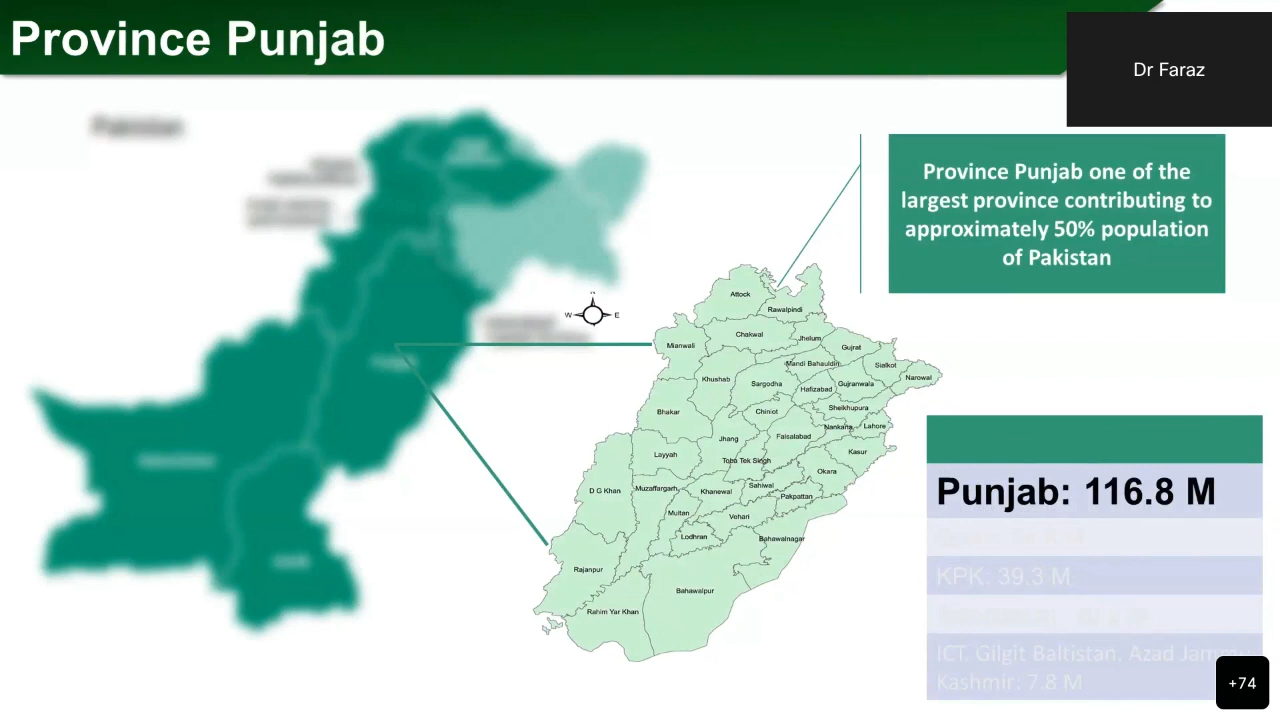 Province Punjab
Dr Faraz
Pakistan
Province Punjab one of the
largest province contributing to
approximately 50% population
of Pakistan
N
W
E
Attock
Rawalpindi
Chakwal
Jhelum
Mianwali
Gujrat
Mandi Bahauldin
Sialkot
Narowal
Khushab
Sargodha
Hafizabad
Gujranwala
Bhakar
Chiniot
Sheikhupura
Nankana
Lahore
Jhang
Faisalabad
Kasur
Layyah
Toba Tek Singh
Okara
D G Khan
Muzaffargarh
Khanewal
Sahiwal
Pakpattan
Multan
Vehari
Lodhran
Bahawalnagar
Rajanpur
Bahawalpur
Rahim Yar Khan
Punjab: 116.8 M
KPK: 39.3 M
ICT, Gilgit Baltistan, Azad Jammu
Kashmir: 7.8 M
+74